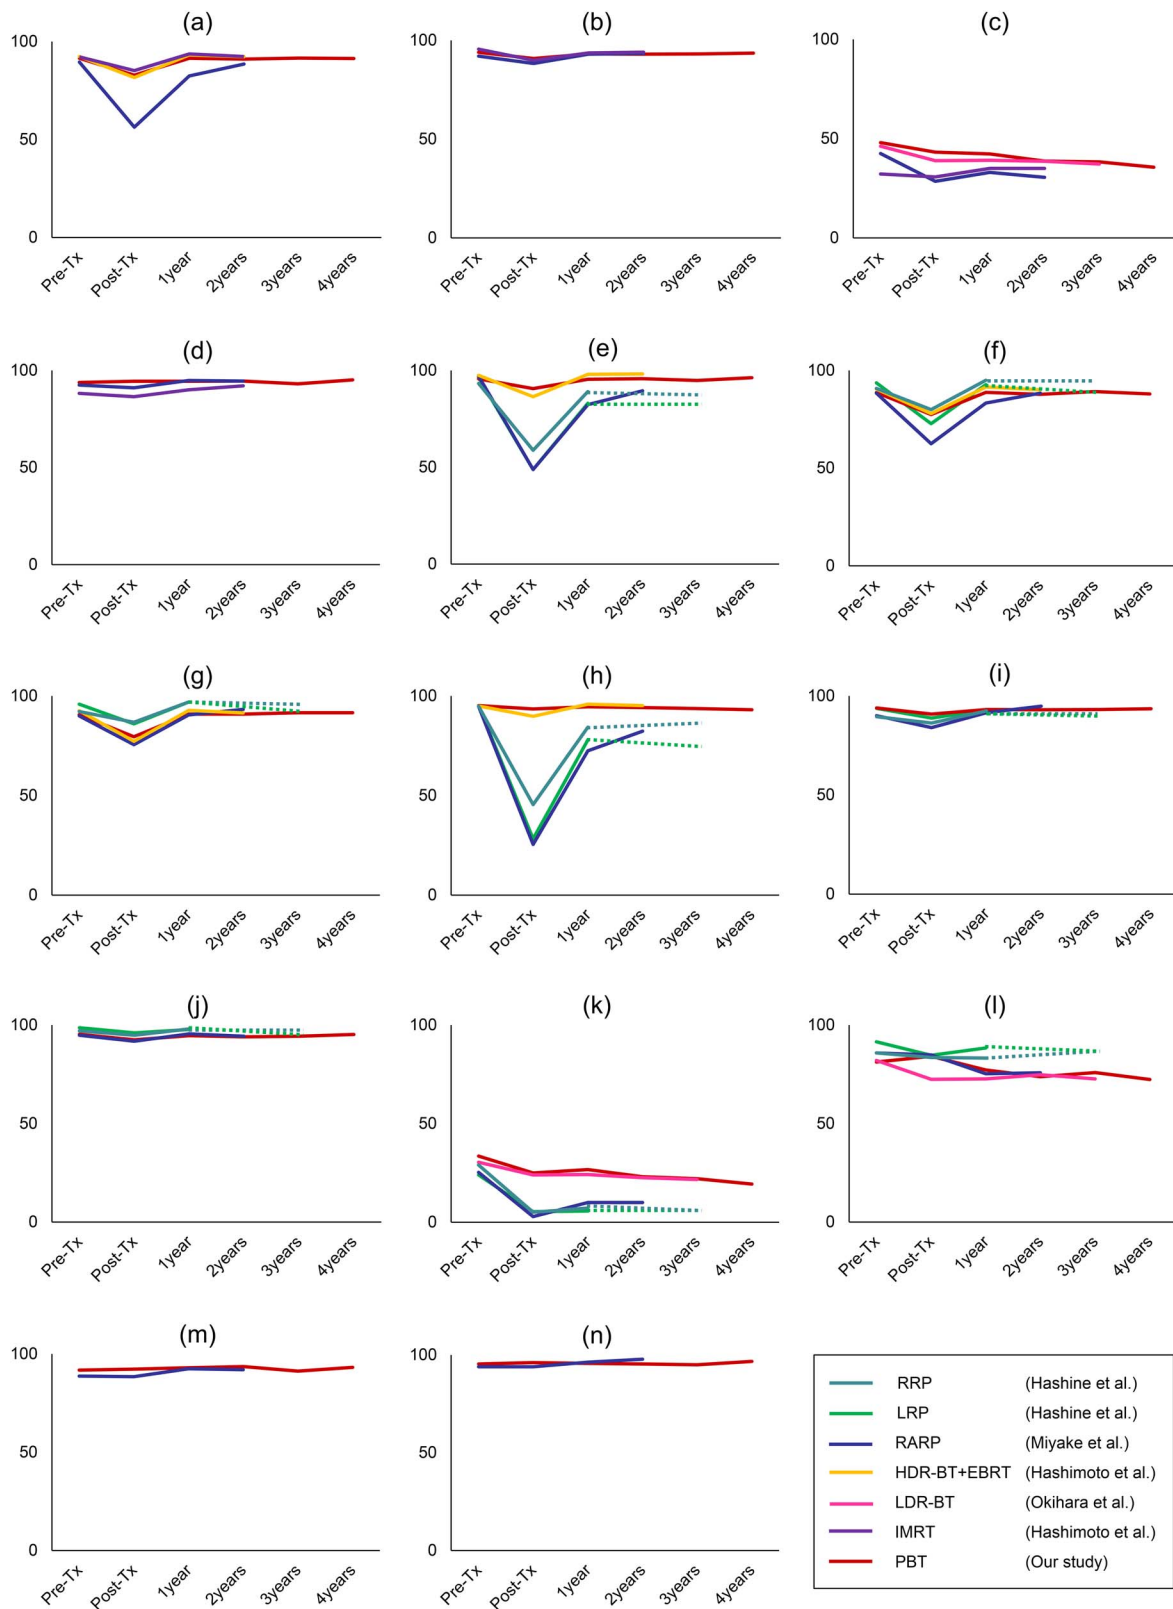 (a)
100
50
0
Pre-Tx
Post-Tx
1year
2years
3years
4years
(b)
100
50
0
Pre-Tx
Post-Tx
1year
2years
3years
4years
(c)
100
50
0
Pre-Tx
Post-Tx
1year
2years
3years
4years
(d)
100
50
0
Pre-Tx
Post-Tx
1year
2years
3years
4years
(e)
100
50
0
Pre-Tx
Post-Tx
1year
2years
3years
4years
(f)
100
50
0
Pre-Tx
Post-Tx
1year
2years
3years
4years
(g)
100
50
0
Pre-Tx
Post-Tx
1year
2years
3years
4years
(h)
100
50
0
Pre-Tx
Post-Tx
1year
2years
3years
4years
(i)
100
50
0
Pre-Tx
Post-Tx
1year
2years
3years
4years
(j)
100
50
0
Pre-Tx
Post-Tx
1year
2years
3years
4years
(k)
100
50
0
Pre-Tx
Post-Tx
1year
2years
3years
4years
(l)
100
50
0
Pre-Tx
Post-Tx
1year
2years
3years
4years
(m)
100
50
0
Pre-Tx
Post-Tx
1year
2years
3years
4years
(n)
100
50
0
Pre-Tx
Post-Tx
1year
2years
3years
4years
RRP (Hashine et al.)
LRP (Hashine et al.)
RARP (Miyake et al.)
HDR-BT+EBRT (Hashimoto et al.)
LDR-BT (Okihara et al.)
IMRT (Hashimoto et al.)
PBT (Our study)